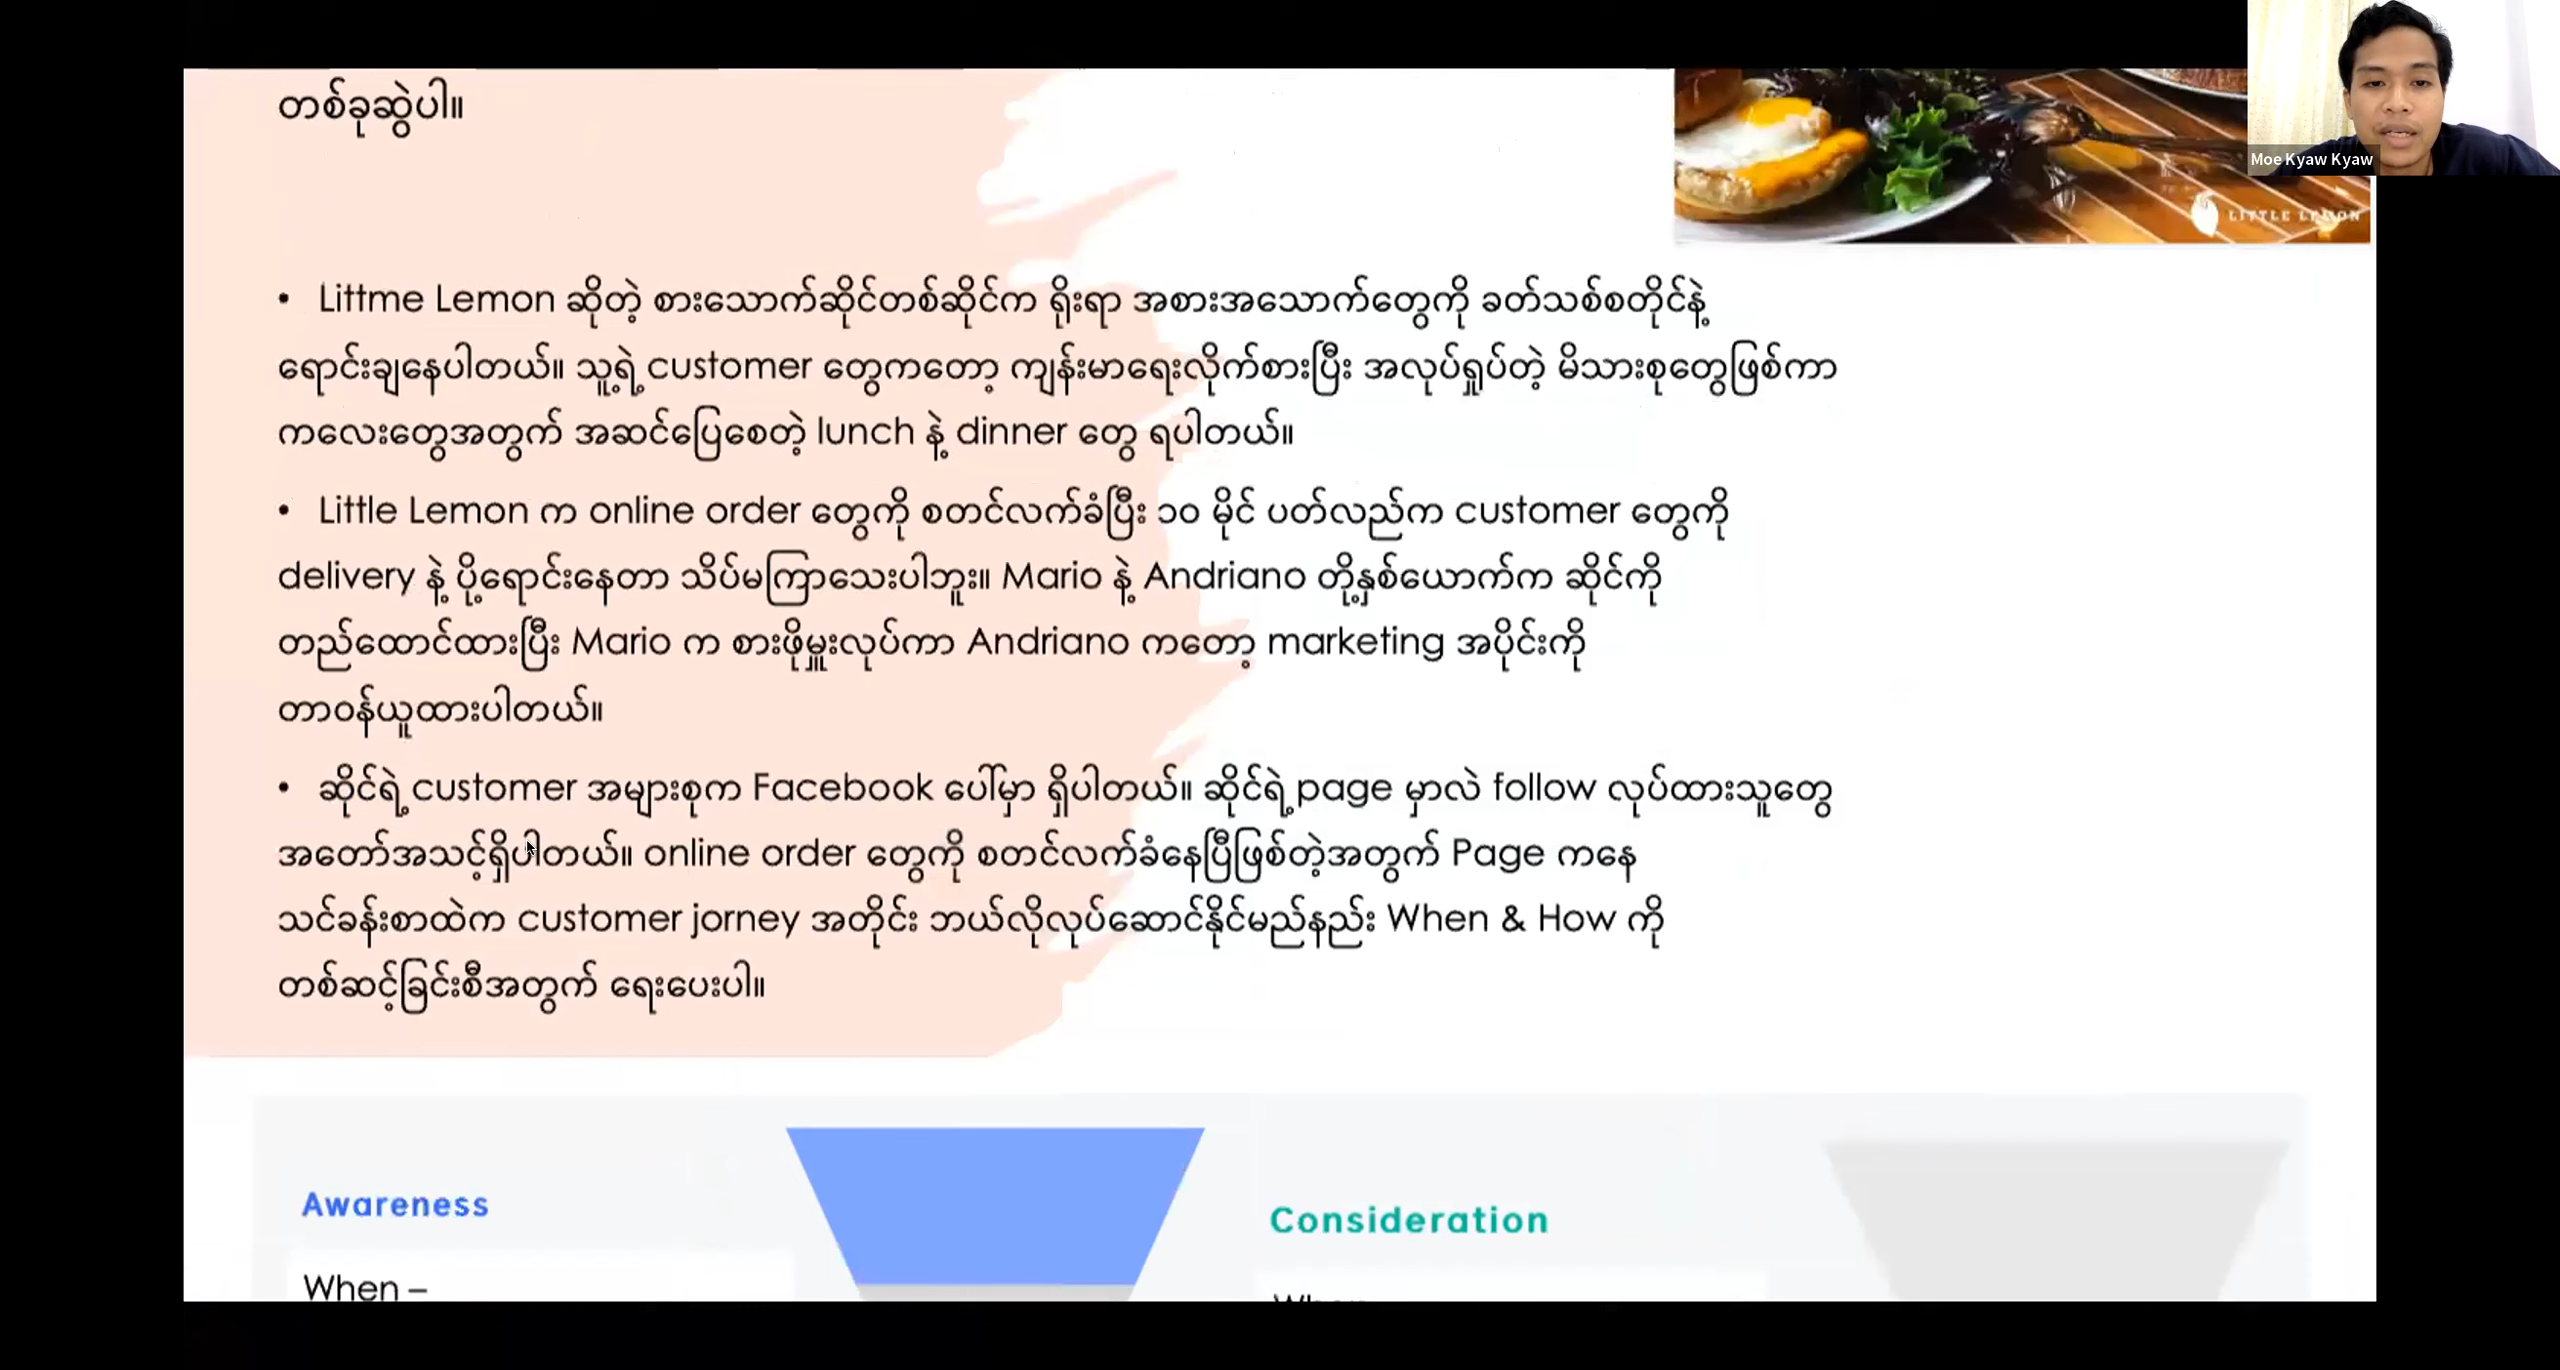 တစ်ခုဆွဲပါ။
Moe Kyaw Kyaw
LITTLE LEMON
• Littme Lemon ဆိုတဲ့ စားသောက်ဆိုင်တစ်ဆိုင်က ရိုးရာ အစားအသောက်တွေကို ခတ်သစ်စတိုင်နဲ့
ရောင်းချနေပါတယ်။ သူ့ရဲ့ customer တွေကတော့ ကျန်းမာရေးလိုက်စားပြီး အလုပ်ရှုပ်တဲ့ မိသားစုတွေဖြစ်ကာ
ကလေးတွေအတွက် အဆင်ပြေစေတဲ့ lunch နဲ့ dinner တွေ ရပါတယ်။
• Little Lemon က online order တွေကို စတင်လက်ခံပြီး ၁၀ မိုင် ပတ်လည်က customer တွေကို
delivery နဲ့ ပို့ရောင်းနေတာ သိပ်မကြာသေးပါဘူး။ Mario နဲ့ Andriano တို့နှစ်ယောက်က ဆိုင်ကို
တည်ထောင်ထားပြီး Mario က စားဖိုမှူးလုပ်ကာ Andriano ကတော့ marketing အပိုင်းကို
တာဝန်ယူထားပါတယ်။
• ဆိုင်ရဲ့ customer အများစုက Facebook ပေါ်မှာ ရှိပါတယ်။ ဆိုင်ရဲ့ page မှာလဲ follow လုပ်ထားသူတွေ
အတော်အသင့်ရှိပါတယ်။ online order တွေကို စတင်လက်ခံနေပြီဖြစ်တဲ့အတွက် Page ကနေ
သင်ခန်းစာထဲက customer jorney အတိုင်း ဘယ်လိုလုပ်ဆောင်နိုင်မည်နည်း When & How ကို
တစ်ဆင့်ခြင်းစီအတွက် ရေးပေးပါ။
Awareness
Consideration
When –